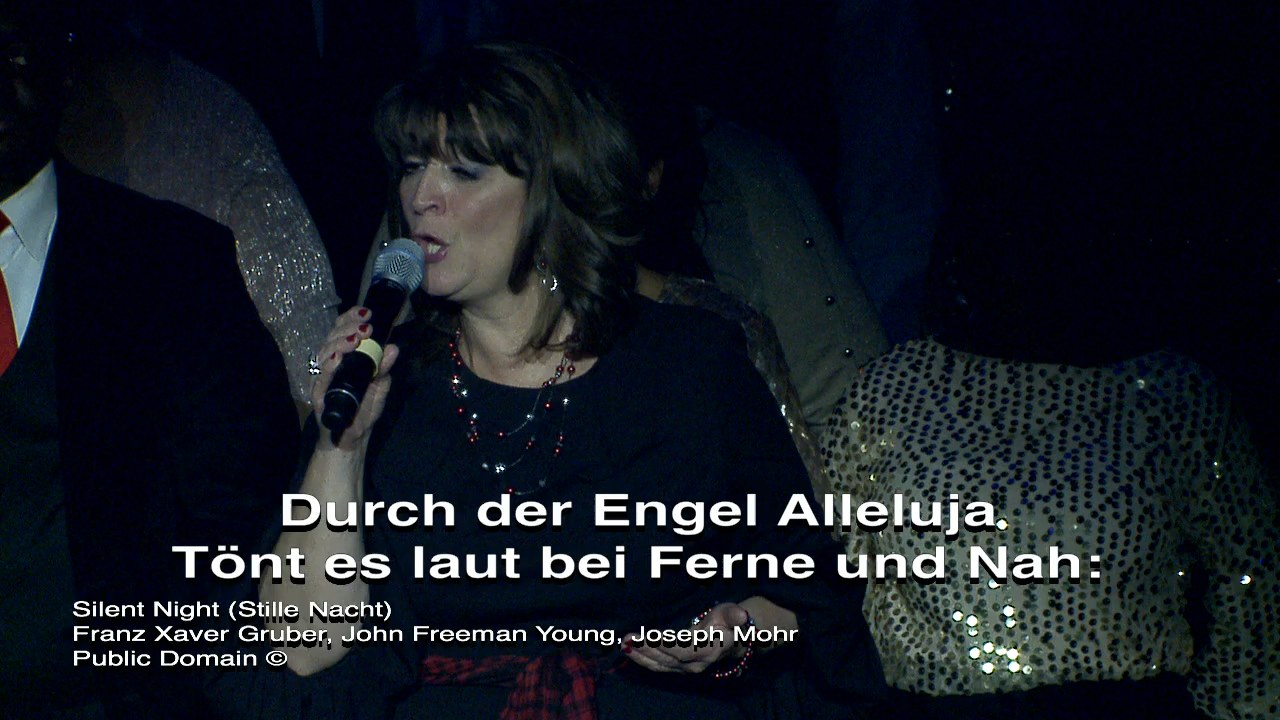 Durch der Engel Alleluja.
Tönt es laut bei Ferne und Nah:
Silent Night (Stille Nacht)
Franz Xaver Gruber, John Freeman Young, Joseph Mohr
Public Domain ©